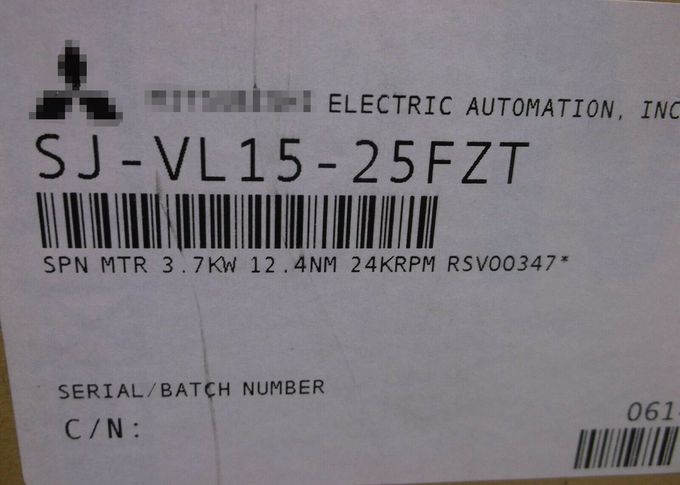 ELECTRIC AUTOMATION, INC
SJ-VL15-25FZT
SPN MTR 3.7KW 12.4NM 24KRPM RSV00347*
SERIAL/BATCH NUMBER
C/N:
061